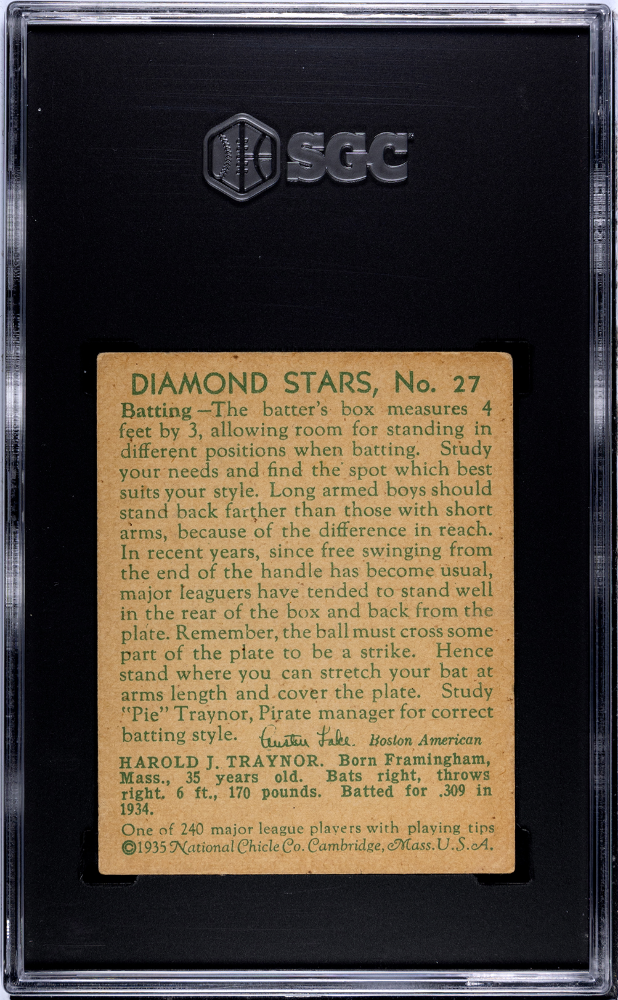 SGC
DIAMOND STARS, No. 27
Batting—The batter's box measures 4
feet by 3, allowing room for standing in
different positions when batting. Study
your needs and find the spot which best
suits your style. Long armed boys should
stand back farther than those with short
arms, because of the difference in reach.
In recent years, since free swinging from
the end of the handle has become usual,
major leaguers have tended to stand well
in the rear of the box and back from the
plate. Remember, the ball must cross some
part of the plate to be a strike. Hence
stand where you can stretch your bat at
arms length and cover the plate. Study
"Pie" Traynor, Pirate manager for correct
batting style. Austen Lake. Boston American
HAROLD J. TRAYNOR. Born Framingham,
Mass., 35 years old. Bats right, throws
right. 6 ft., 170 pounds. Batted for .309 in
1934.
One of 240 major league players with playing tips
©1935 National Chicle Co. Cambridge, Mass. U.S.A.